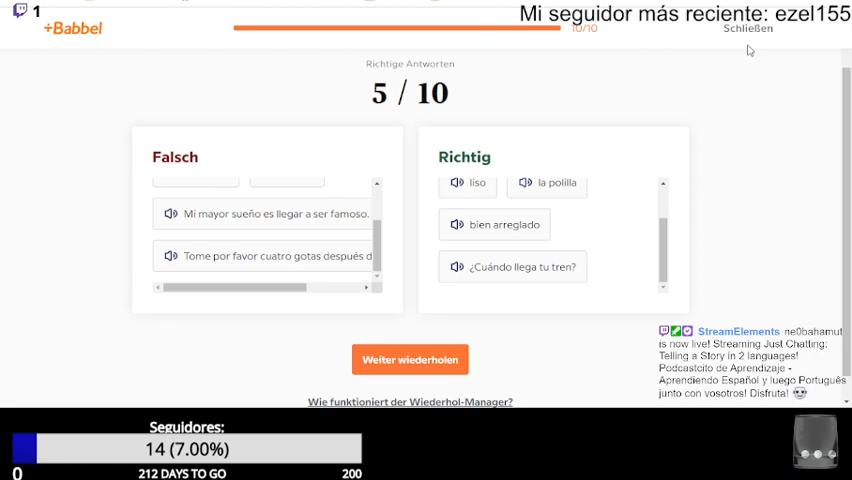 1
Mi seguidor más reciente: ezel155
÷Babbel
10/10
Schließen
Richtige Antworten
5 / 10
Falsch
Mi mayor sueño es llegar a ser famoso.
Tome por favor cuatro gotas después d
Richtig
liso
la polilla
bien arreglado
¿Cuándo llega tu tren?
Weiter wiederholen
Wie funktioniert der Wiederhol-Manager?
StreamElements ne0bahamut
is now live! Streaming Just Chatting:
Telling a Story in 2 languages!
Podcastcito de Aprendizaje -
Aprendiendo Español y luego Português
junto con vosotros! Disfruta!
Seguidores:
14 (7.00%)
0
212 DAYS TO GO
200